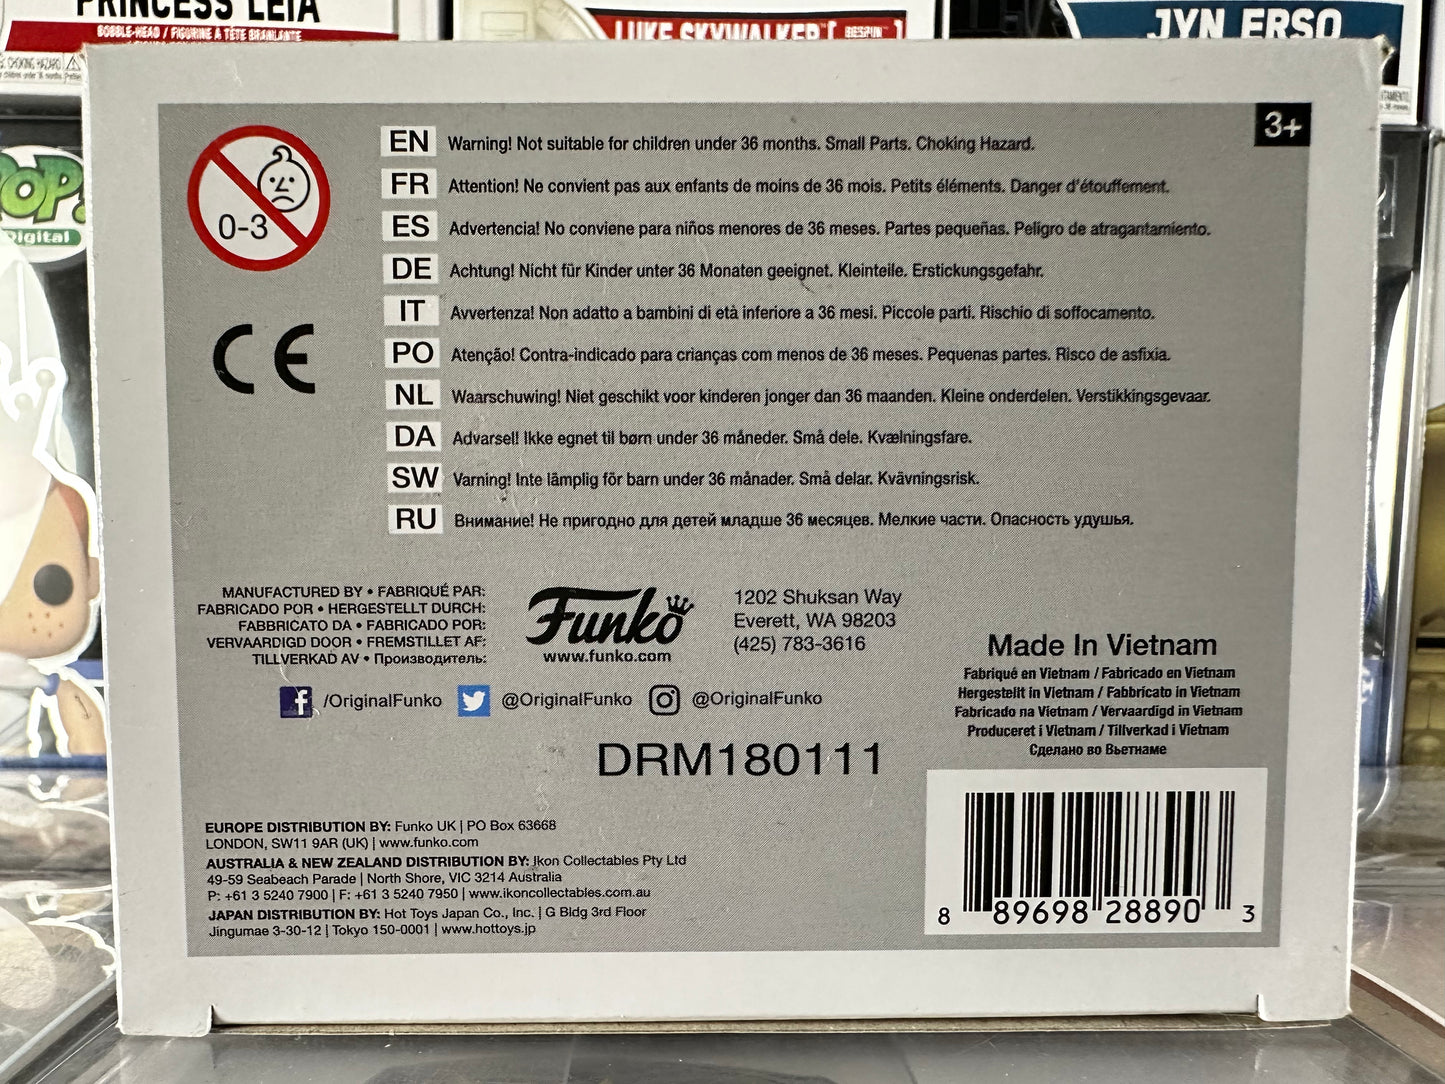 PRINCESS LEIA
BOBBLE-HEAD / FIGURINE À TÊTE BRANLANTE
CHOKING HAZARD
LUKE SKYWALKER™ [ BESPIN™ ]
JYN ERSO
POP!
Digital
3+
0-3
EN Warning! Not suitable for children under 36 months. Small Parts. Choking Hazard.
FR Attention! Ne convient pas aux enfants de moins de 36 mois. Petits éléments. Danger d'étouffement.
ES Advertencia! No conviene para niños menores de 36 meses. Partes pequeñas. Peligro de atragantamiento.
DE Achtung! Nicht für Kinder unter 36 Monaten geeignet. Kleinteile. Erstickungsgefahr.
IT Avvertenza! Non adatto a bambini di età inferiore a 36 mesi. Piccole parti. Rischio di soffocamento.
PO Atenção! Contra-indicado para crianças com menos de 36 meses. Pequenas partes. Risco de asfixia.
NL Waarschuwing! Niet geschikt voor kinderen jonger dan 36 maanden. Kleine onderdelen. Verstikkingsgevaar.
DA Advarsel! Ikke egnet til børn under 36 måneder. Små dele. Kvælningsfare.
SW Varning! Inte lämplig för barn under 36 månader. Små delar. Kvävningsrisk.
RU Внимание! Не пригодно для детей младше 36 месяцев. Мелкие части. Опасность удушья.
CE
MANUFACTURED BY • FABRIQUÉ PAR:
FABRICADO POR • HERGESTELLT DURCH:
FABBRICATO DA • FABRICADO POR:
VERVAARDIGD DOOR • FREMSTILLET AF:
TILLVERKAD AV • Производитель:
Funko
www.funko.com
1202 Shuksan Way
Everett, WA 98203
(425) 783-3616
Made In Vietnam
Fabriqué en Vietnam / Fabricado en Vietnam
Hergestellt in Vietnam / Fabbricato in Vietnam
Fabricado na Vietnam / Vervaardigd in Vietnam
Produceret i Vietnam / Tillverkad i Vietnam
Сделано во Вьетнаме
f /OriginalFunko @OriginalFunko @OriginalFunko
DRM180111
EUROPE DISTRIBUTION BY: Funko UK | PO Box 63668
LONDON, SW11 9AR (UK) | www.funko.com
AUSTRALIA & NEW ZEALAND DISTRIBUTION BY: Ikon Collectables Pty Ltd
49-59 Seabeach Parade | North Shore, VIC 3214 Australia
P: +61 3 5240 7900 | F: +61 3 5240 7950 | www.ikoncollectables.com.au
JAPAN DISTRIBUTION BY: Hot Toys Japan Co., Inc. | G Bldg 3rd Floor
Jingumae 3-30-12 | Tokyo 150-0001 | www.hottoys.jp
8 89698 28890 3